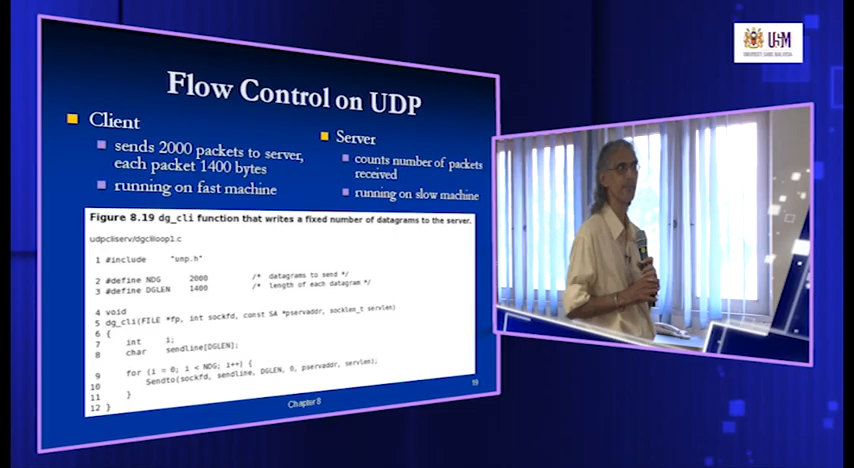 Flow Control on UDP
Client
sends 2000 packets to server,
each packet 1400 bytes
running on fast machine
Server
counts number of packets
received
running on slow machine
Figure 8.19 dg_cli function that writes a fixed number of datagrams to the server.
udpcliserv/dgcliloop1.c
1 #include "unp.h"
2 #define NDG 2000 /* datagrams to send */
3 #define DGLEN 1400 /* length of each datagram */
4 void
5 dg_cli(FILE *fp, int sockfd, const SA *pservaddr, socklen_t servlen)
6 {
7 int i;
8 char sendline[DGLEN];
9 for (i = 0; i < NDG; i++) {
10 Sendto(sockfd, sendline, DGLEN, 0, pservaddr, servlen);
11 }
12 }
Chapter 8
19
USM
UNIVERSITI SAINS MALAYSIA